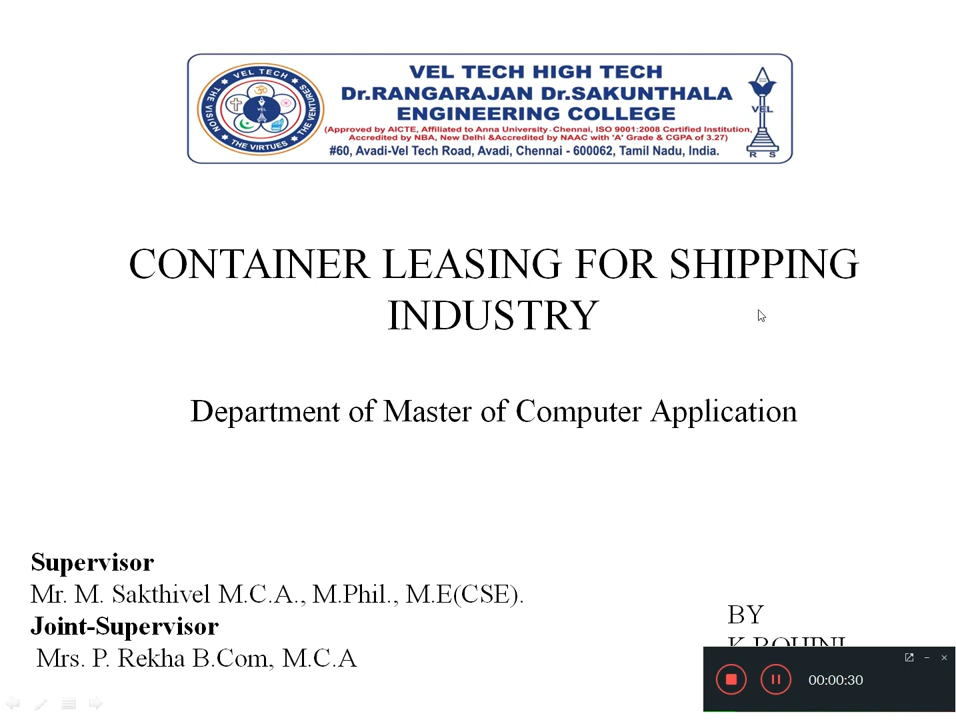 VEL TECH HIGH TECH
Dr.RANGARAJAN Dr.SAKUNTHALA
ENGINEERING COLLEGE
(Approved by AICTE, Affiliated to Anna University-Chennai, ISO 9001:2008 Certified Institution,
Accredited by NBA, New Delhi &Accredited by NAAC with 'A' Grade & CGPA of 3.27)
#60, Avadi-Vel Tech Road, Avadi, Chennai - 600062, Tamil Nadu, India.
VEL TECH
THE VISION
THE VENTURES
THE VIRTUES
VEL
VEL
R S
CONTAINER LEASING FOR SHIPPING
INDUSTRY
Department of Master of Computer Application
Supervisor
Mr. M. Sakthivel M.C.A., M.Phil., M.E(CSE).
Joint-Supervisor
Mrs. P. Rekha B.Com, M.C.A
BY
K.ROHINI
00:00:30